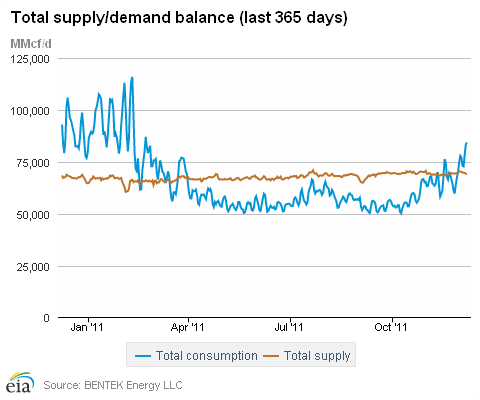 Total supply/demand balance (last 365 days)
MMcf/d
125,000
100,000
75,000
50,000
25,000
0
Jan '11 Apr '11 Jul '11 Oct '11
Total consumption Total supply
eia Source: BENTEK Energy LLC